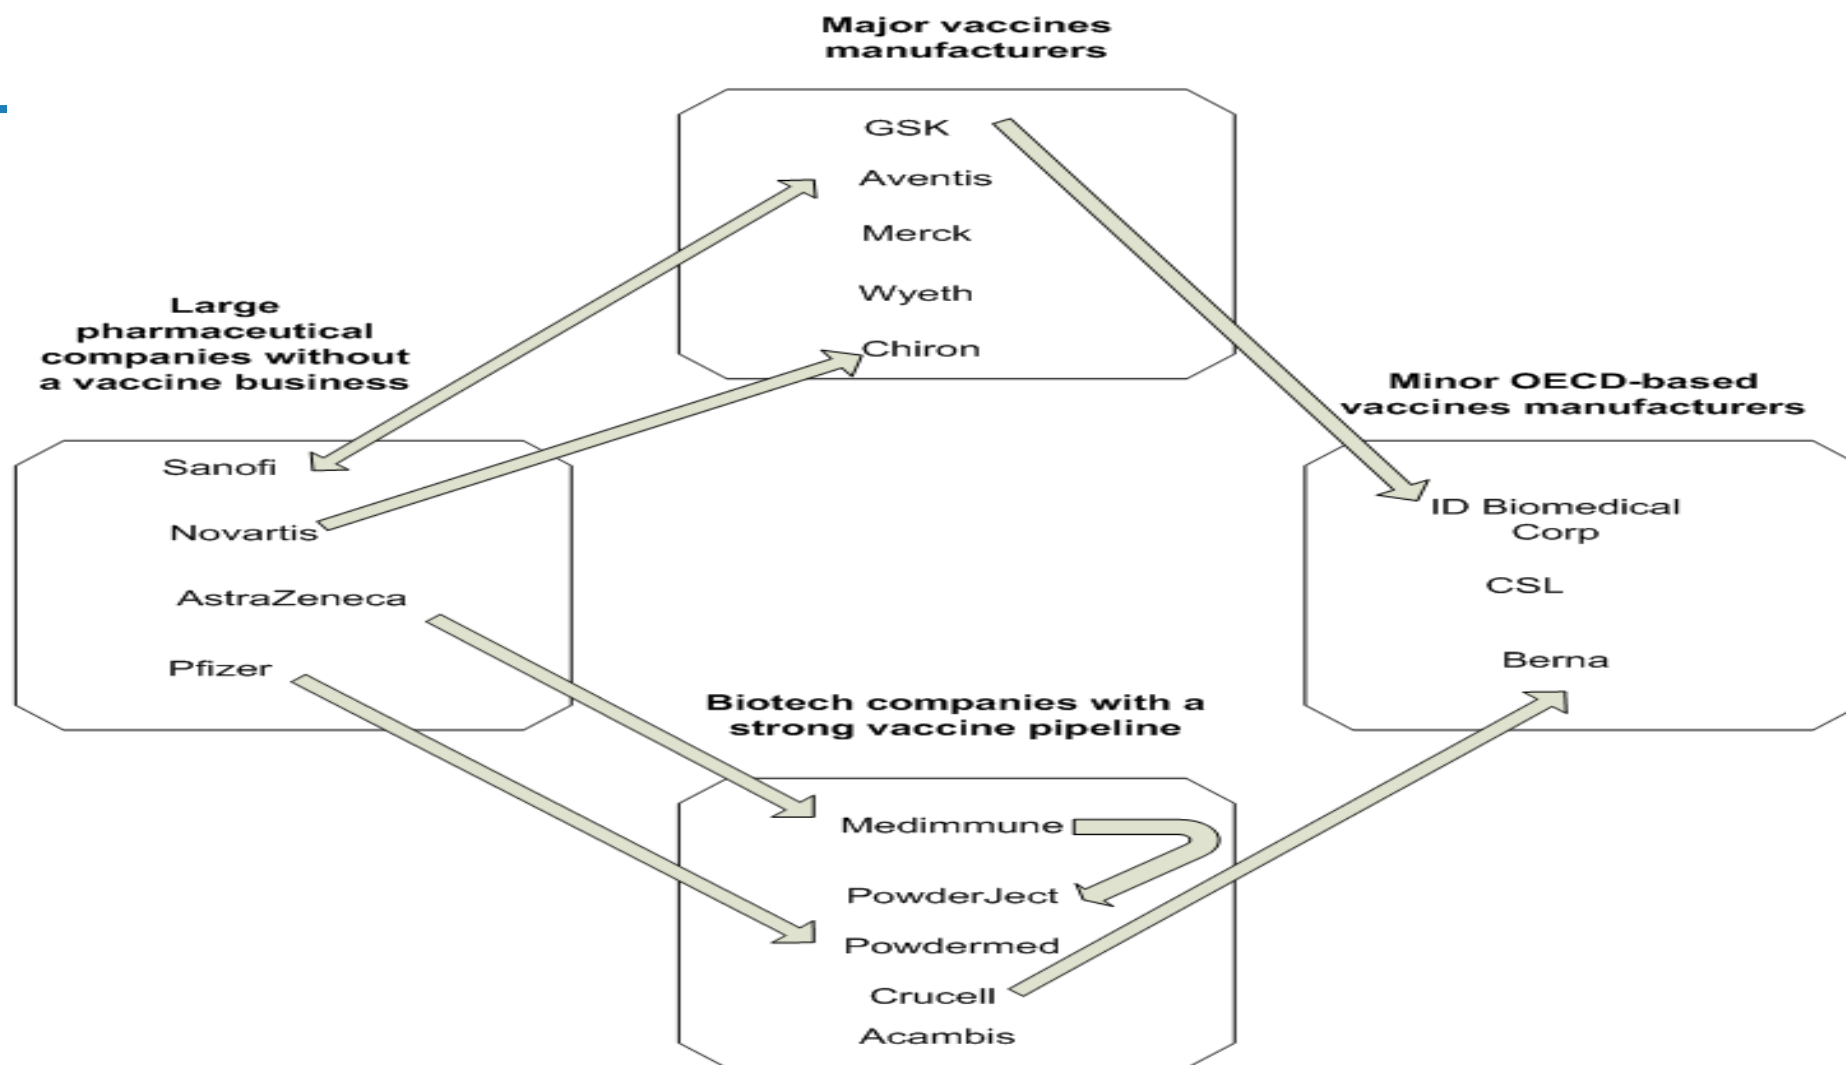 Major vaccines
manufacturers
GSK
Aventis
Merck
Wyeth
Chiron
Large
pharmaceutical
companies without
a vaccine business
Sanofi
Novartis
AstraZeneca
Pfizer
Minor OECD-based
vaccines manufacturers
ID Biomedical
Corp
CSL
Berna
Biotech companies with a
strong vaccine pipeline
Medimmune
PowderJect
Powdermed
Crucell
Acambis